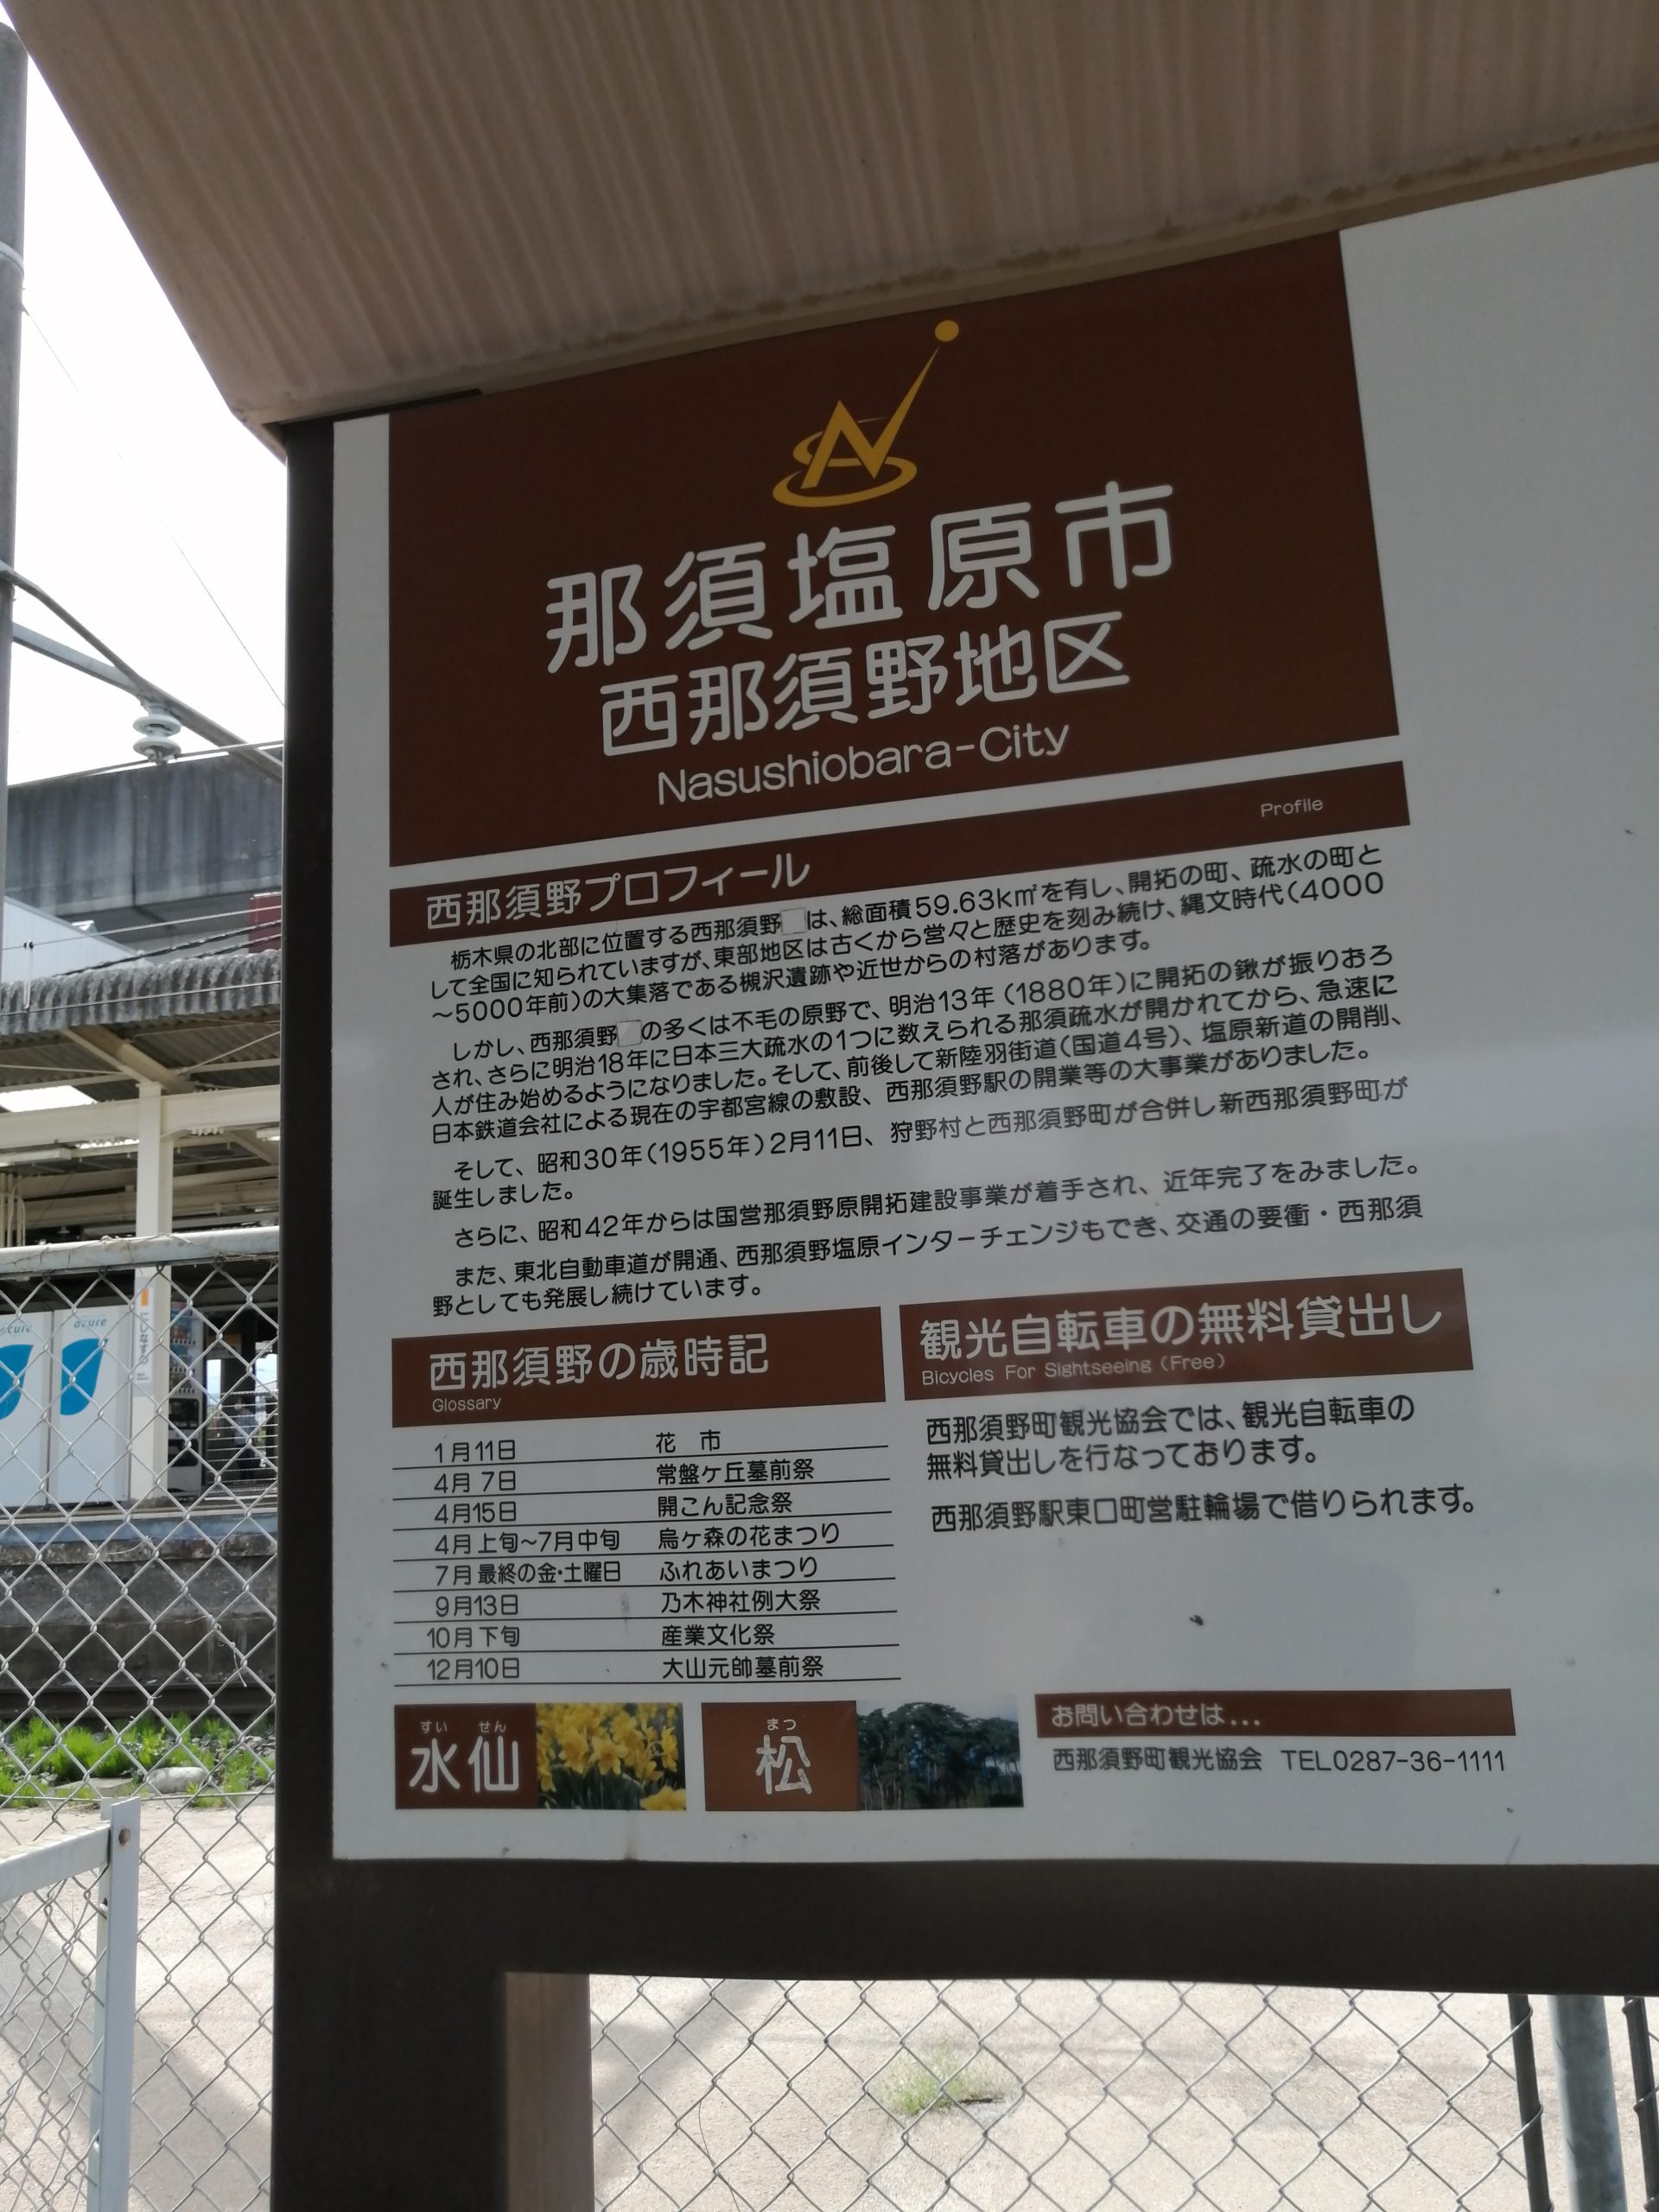 那須塩原市
西那須野地区
Nasushiobara-City
西那須野プロフィール
Profile
栃木県の北部に位置する西那須野は、総面積59.63k㎡を有し、開拓の町、疏水の町と
して全国に知られていますが、東部地区は古くから営々と歴史を刻み続け、縄文時代(4000
～5000年前)の大集落である槻沢遺跡や近世からの村落があります。
しかし、西那須野の多くは不毛の原野で、明治13年(1880年)に開拓の鍬が振りおろ
され、さらに明治18年に日本三大疏水の1つに数えられる那須疏水が開かれてから、急速に
人が住み始めるようになりました。そして、前後して新陸羽街道(国道4号)、塩原新道の開削、
日本鉄道会社による現在の宇都宮線の敷設、西那須野駅の開業等の大事業がありました。
そして、昭和30年(1955年)2月11日、狩野村と西那須野町が合併し新西那須野町が
誕生しました。
さらに、昭和42年からは国営那須野原開拓建設事業が着手され、近年完了をみました。
また、東北自動車道が開通、西那須野塩原インターチェンジもでき、交通の要衝・西那須
野としても発展し続けています。
西那須野の歳時記
Glossary
1月11日 花 市
4月 7日 常盤ケ丘墓前祭
4月15日 開こん記念祭
4月上旬～7月中旬 烏ケ森の花まつり
7月最終の金・土曜日 ふれあいまつり
9月13日 乃木神社例大祭
10月下旬 産業文化祭
12月10日 大山元帥墓前祭
観光自転車の無料貸出し
Bicycles For Sightseeing (Free)
西那須野町観光協会では、観光自転車の
無料貸出しを行なっております。
西那須野駅東口町営駐輪場で借りられます。
すい せん
水仙
まつ
松
お問い合わせは...
西那須野町観光協会 TEL0287-36-1111
acure
acure
にしなすの